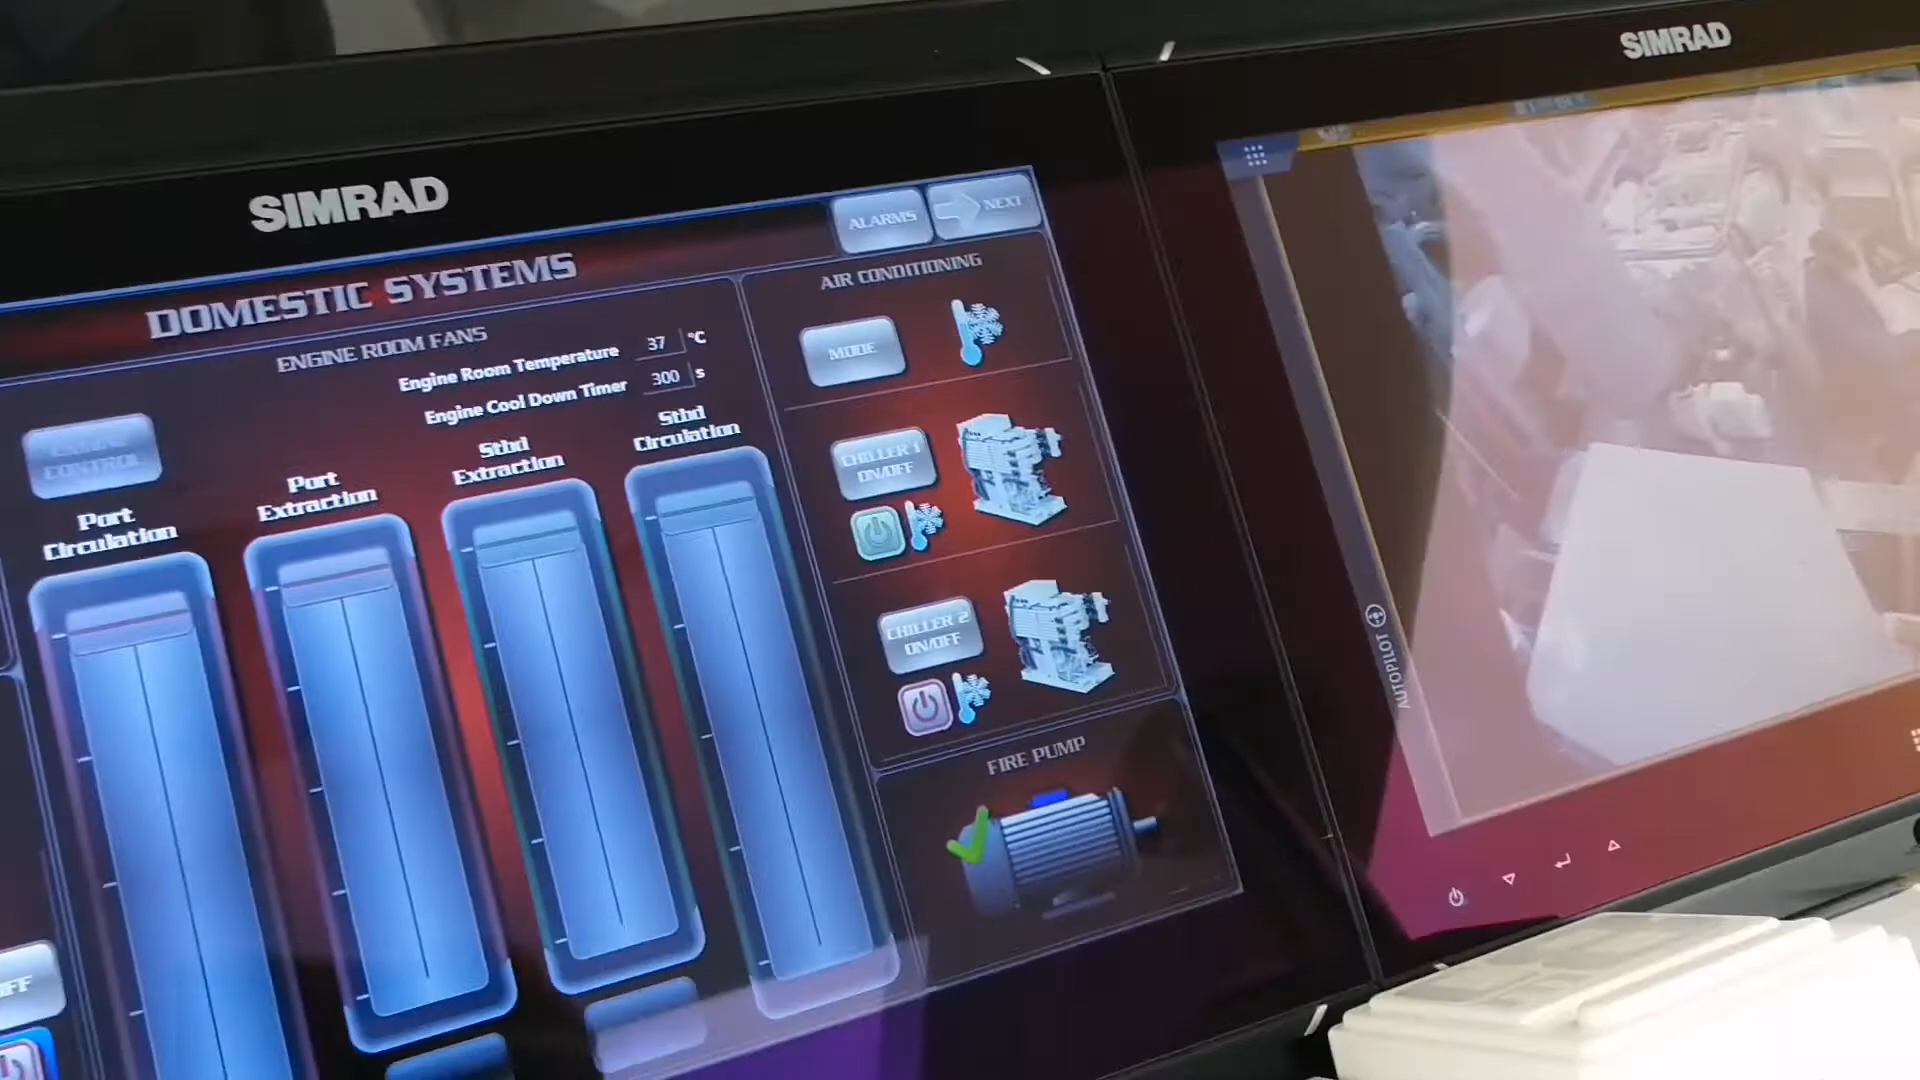 SIMRAD
SIMRAD
ALARMS
NEXT
DOMESTIC SYSTEMS
ENGINE ROOM FANS
Engine Room Temperature 37 °C
Engine Cool Down Timer 300 s
CONTROL
Port
Circulation
Port
Extraction
Stbd
Extraction
Stbd
Circulation
AIR CONDITIONING
MODE
CHILLER 1
ON/OFF
CHILLER 2
ON/OFF
FIRE PUMP
AUTOPILOT